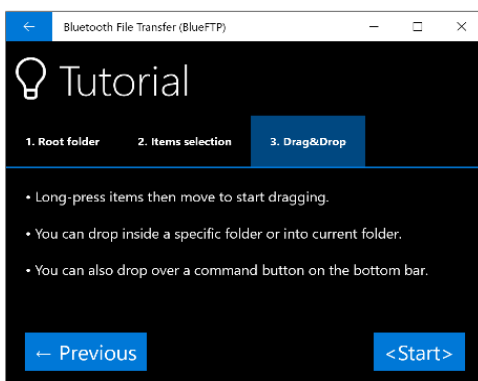 Bluetooth File Transfer (BlueFTP)
Tutorial
1. Root folder 2. Items selection 3. Drag&Drop
• Long-press items then move to start dragging.
• You can drop inside a specific folder or into current folder.
• You can also drop over a command button on the bottom bar.
← Previous <Start>